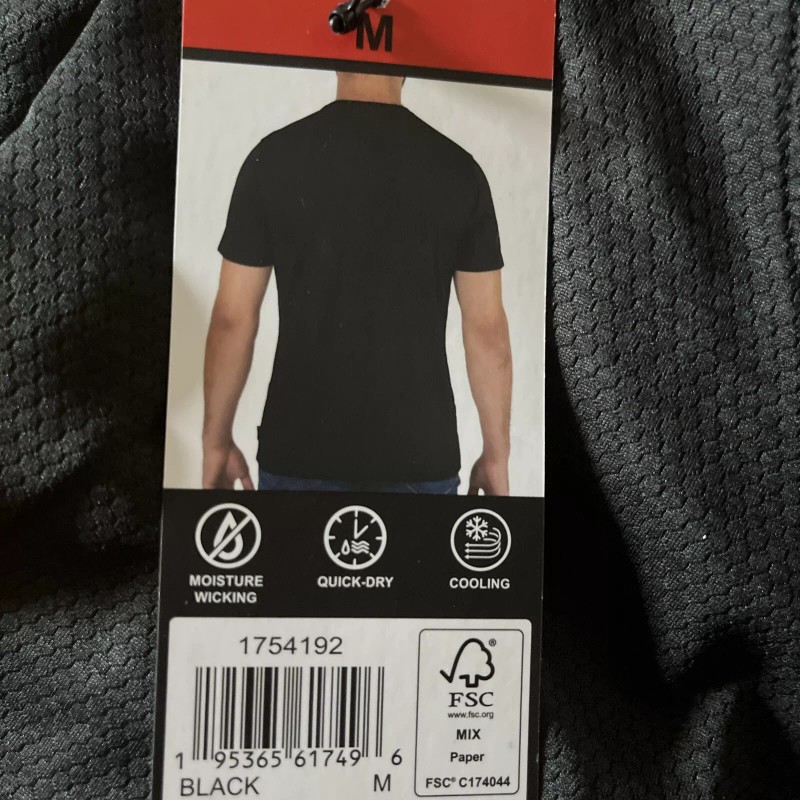 M
MOISTURE
WICKING
QUICK-DRY
COOLING
1754192
1 95365 61749 6
BLACK M
FSC®
www.fsc.org
MIX
Paper
FSC® C174044